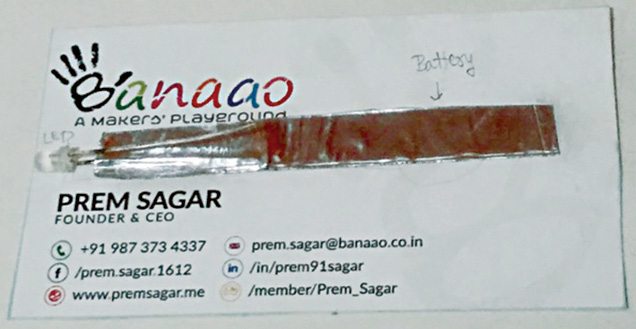 Banaao
A MAKERS' PLAYGROUND
Battery
LED
PREM SAGAR
FOUNDER & CEO
+91 987 373 4337
prem.sagar@banaao.co.in
/prem.sagar.1612
/in/prem91sagar
www.premsagar.me
/member/Prem_Sagar